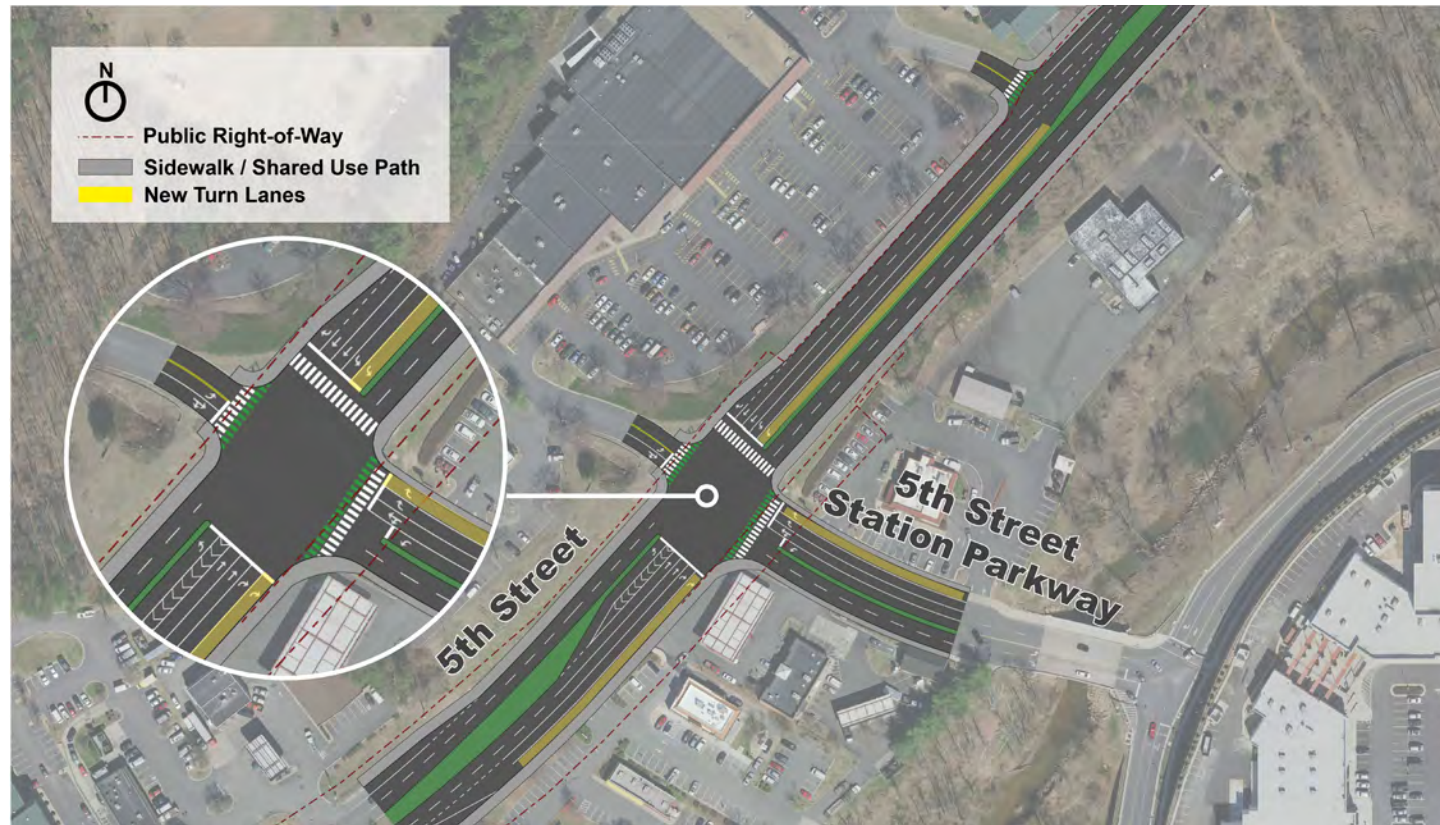 N
Public Right-of-Way
Sidewalk / Shared Use Path
New Turn Lanes
5th Street
5th Street
Station Parkway